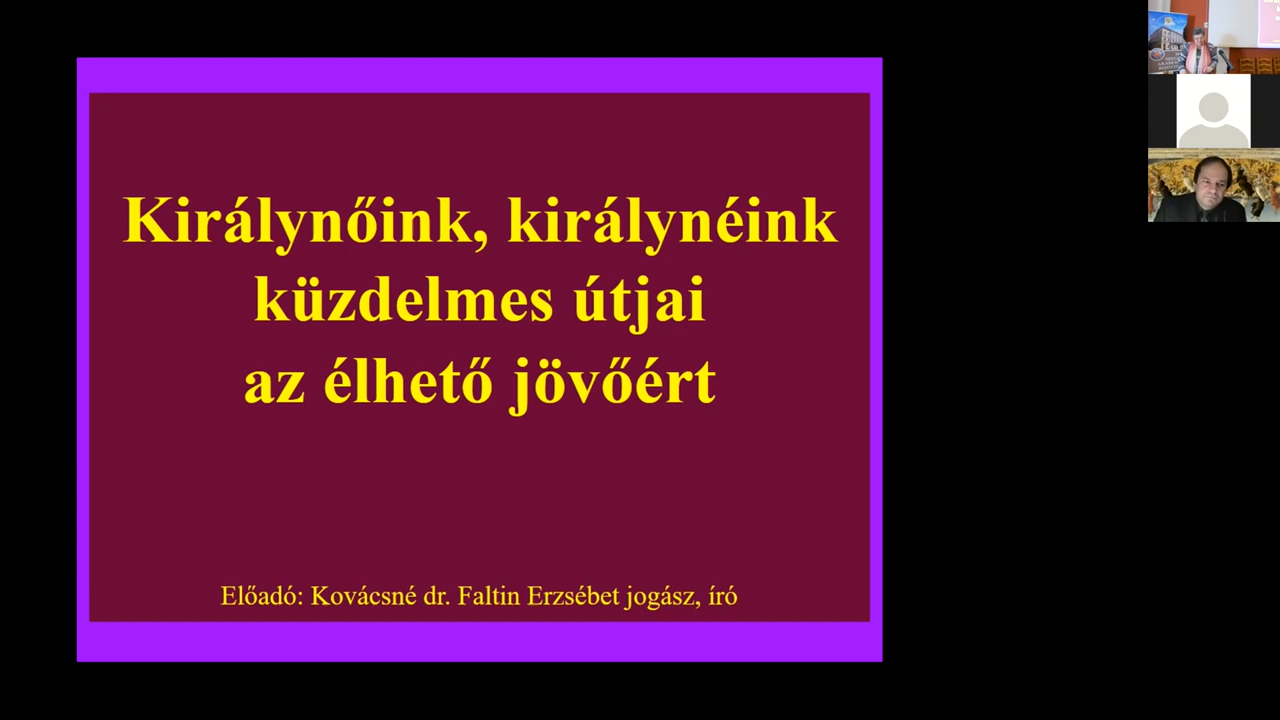 Királynőink, királynéink
küzdelmes útjai
az élhető jövőért
Előadó: Kovácsné dr. Faltin Erzsébet jogász, író